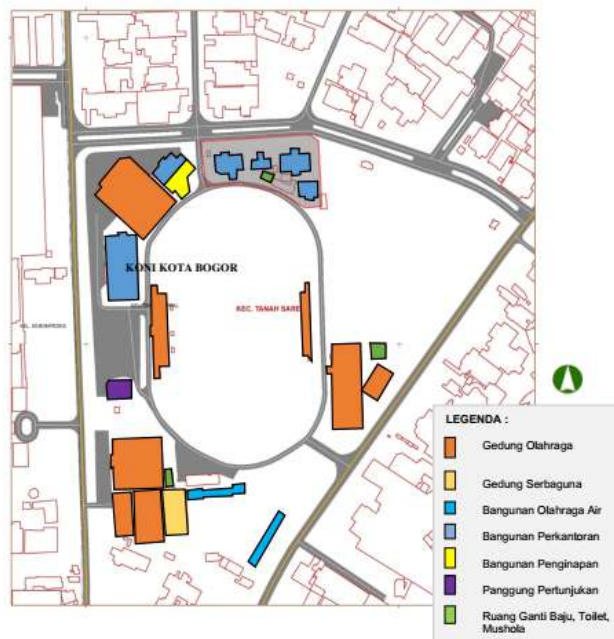 KONI KOTA BOGOR
KEC. TANAH SARE
LEGENDA :
Gedung Olahraga
Gedung Serbaguna
Bangunan Olahraga Air
Bangunan Perkantoran
Bangunan Penginapan
Panggung Pertunjukan
Ruang Ganti Baju, Toilet,
Mushola